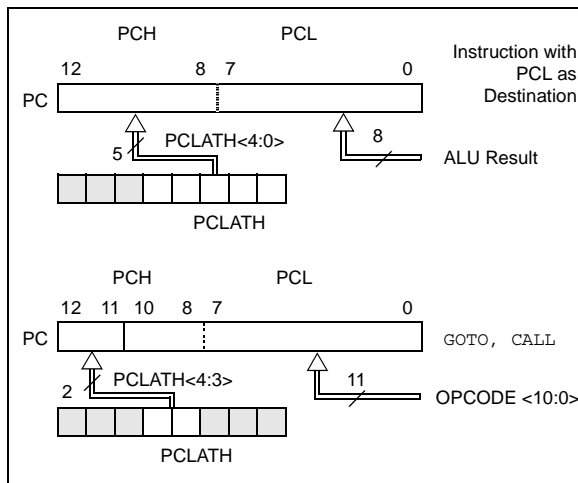 PCH PCL
12 8 7 0
Instruction with
PCL as
Destination
PC
5 PCLATH<4:0> 8
ALU Result
PCLATH
PCH PCL
12 11 10 8 7 0
PC GOTO, CALL
2 PCLATH<4:3> 11
OPCODE <10:0>
PCLATH